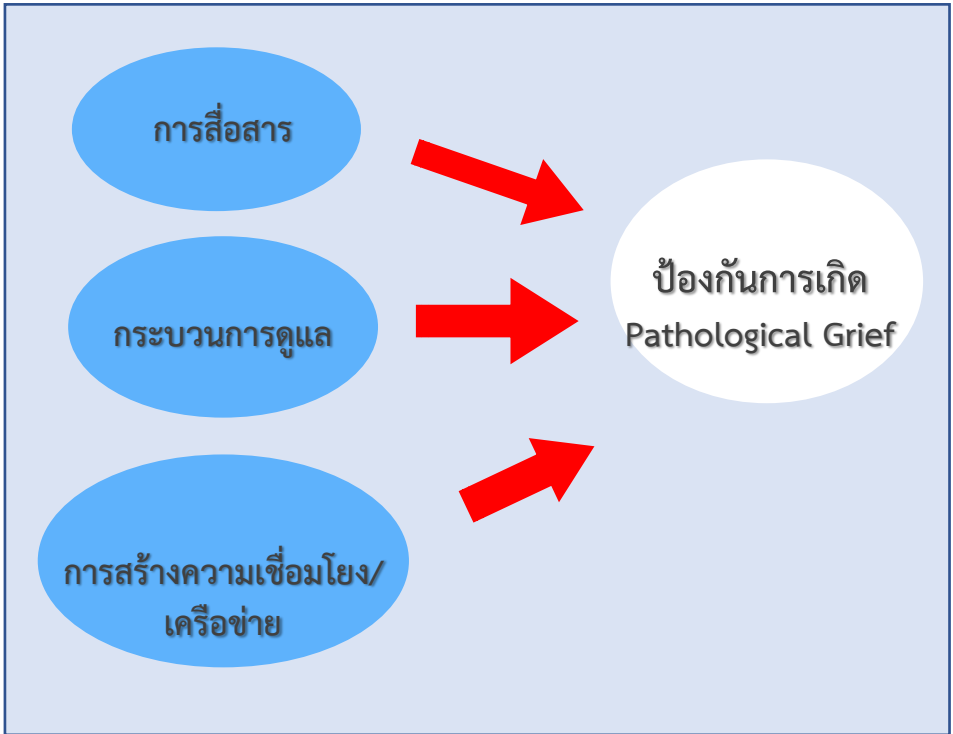 การสื่อสาร
กระบวนการดูแล
การสร้างความเชื่อมโยง/
เครือข่าย
ป้องกันการเกิด
Pathological Grief